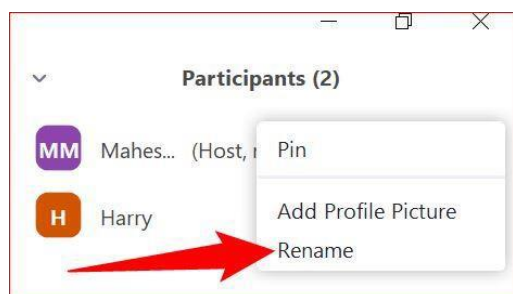 Participants (2)
MM Mahes... (Host, r
Pin
H Harry
Add Profile Picture
Rename